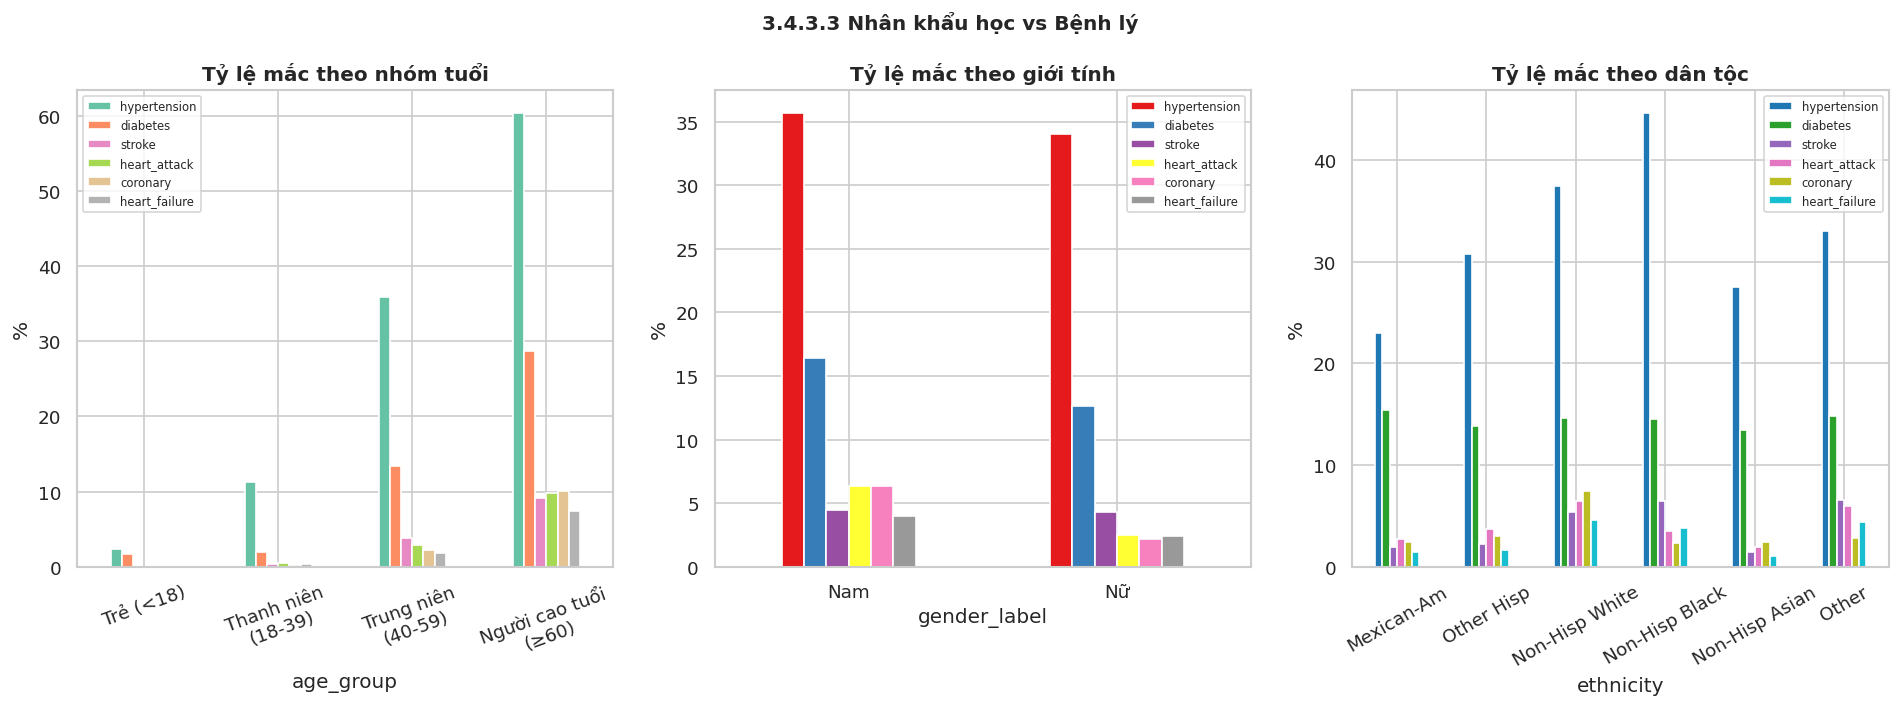 3.4.3.3 Nhân khẩu học vs Bệnh lý
Tỷ lệ mắc theo nhóm tuổi
hypertension
diabetes
stroke
heart_attack
coronary
heart_failure
60
50
40
30
20
10
0
%
Trẻ (<18)
Thanh niên
(18-39)
Trung niên
(40-59)
Người cao tuổi
(≥60)
age_group
Tỷ lệ mắc theo giới tính
hypertension
diabetes
stroke
heart_attack
coronary
heart_failure
35
30
25
20
15
10
5
0
%
Nam
Nữ
gender_label
Tỷ lệ mắc theo dân tộc
hypertension
diabetes
stroke
heart_attack
coronary
heart_failure
40
30
20
10
0
%
Mexican-Am
Other Hisp
Non-Hisp White
Non-Hisp Black
Non-Hisp Asian
Other
ethnicity